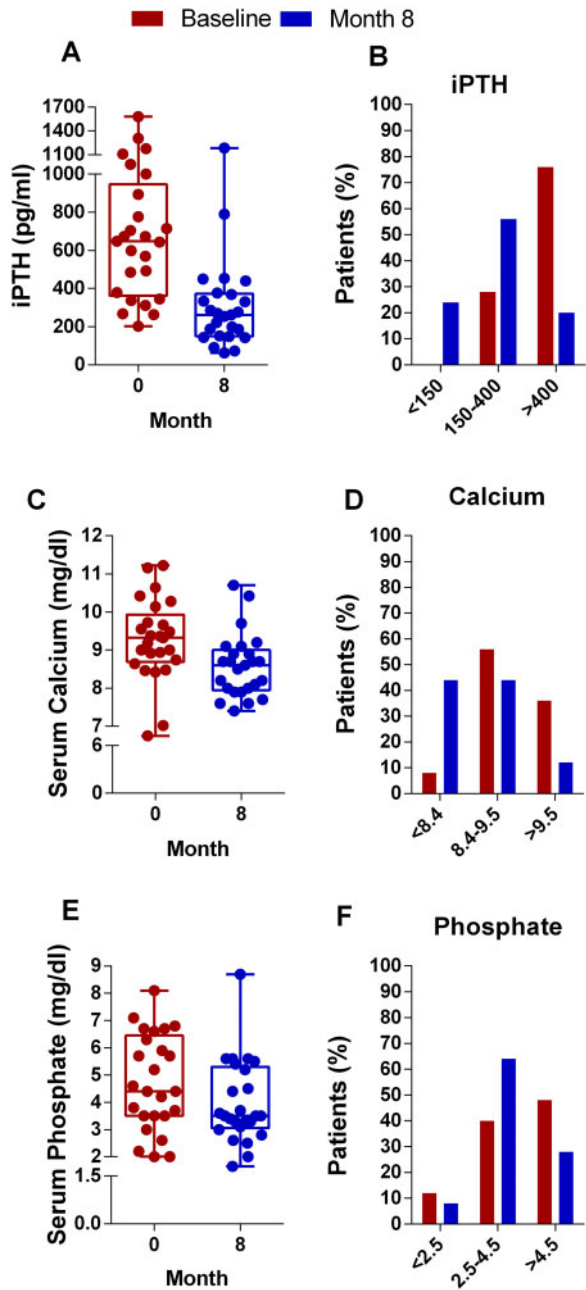 Baseline Month 8
A
iPTH (pg/ml)
1700
1400
1100
1000
800
600
400
200
0
0 8
Month
B
iPTH
Patients (%)
100
90
80
70
60
50
40
30
20
10
0
<150 150-400 >400
C
Serum Calcium (mg/dl)
12
11
10
9
8
7
6
0
0 8
Month
D
Calcium
Patients (%)
100
90
80
70
60
50
40
30
20
10
0
<8.4 8.4-9.5 >9.5
E
Serum Phosphate (mg/dl)
9
8
7
6
5
4
3
2
1.5
0.0
0 8
Month
F
Phosphate
Patients (%)
100
90
80
70
60
50
40
30
20
10
0
<2.5 2.5-4.5 >4.5